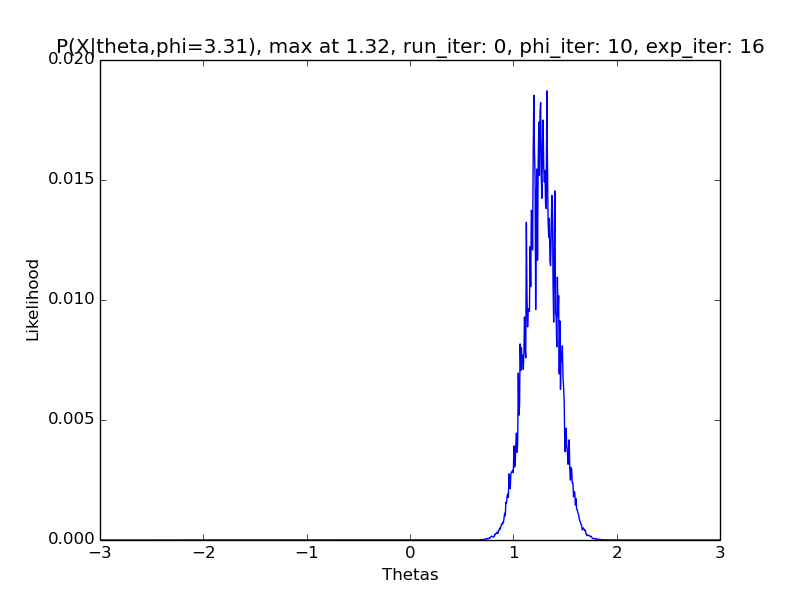 P(X|theta,phi=3.31), max at 1.32, run_iter: 0, phi_iter: 10, exp_iter: 16
0.020
0.015
0.010
0.005
0.000
Likelihood
−3 −2 −1 0 1 2 3
Thetas